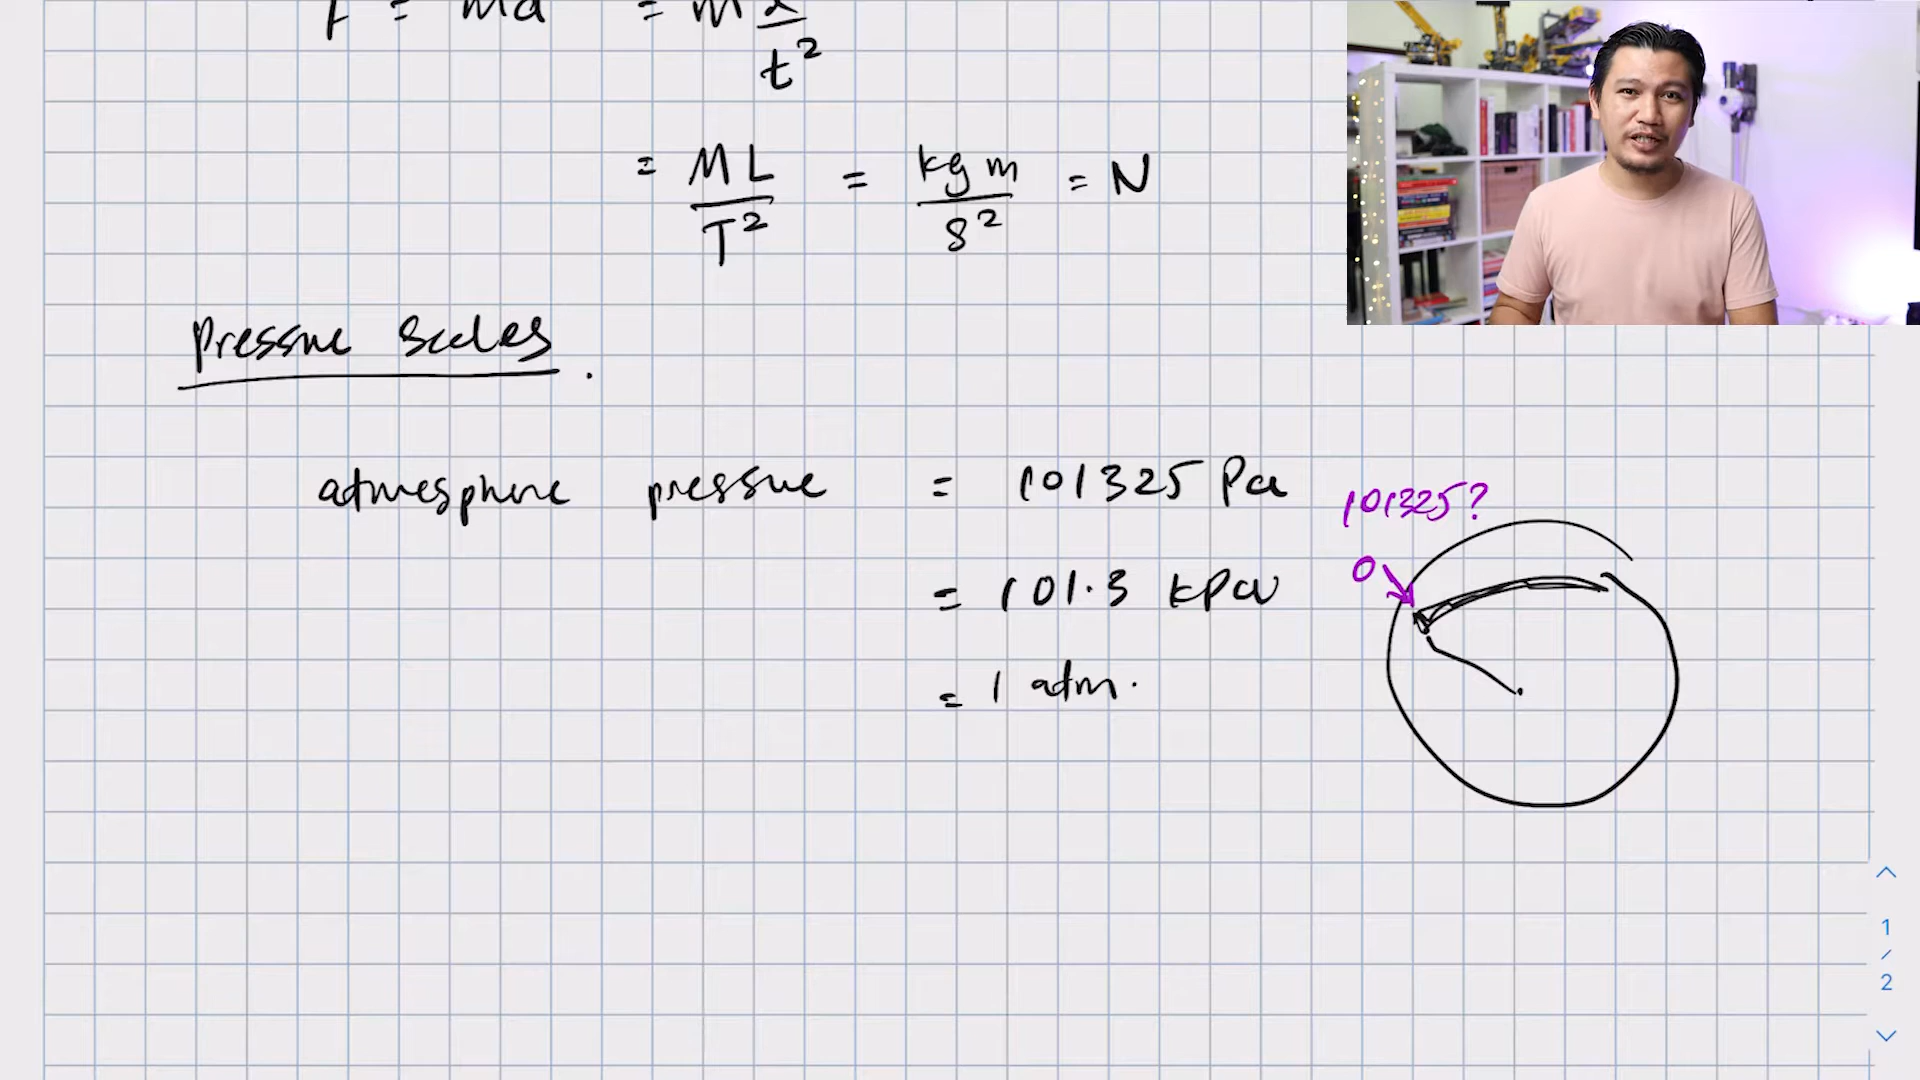 F = ma = m x/t²
= ML/T² = kg m/s² = N
Pressure Scales.
atmosphere pressure = 101325 Pa
101325?
0
= 101.3 kPa
= 1 atm.
1
/
2